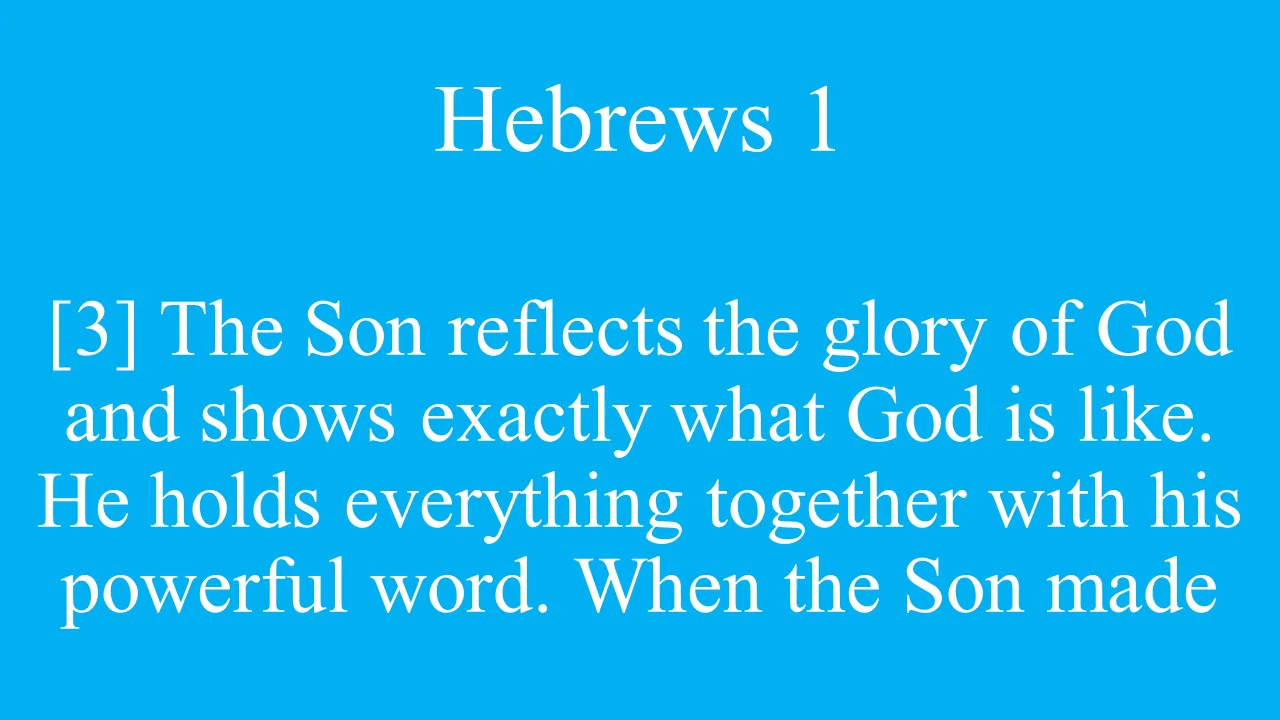 Hebrews 1
[3] The Son reflects the glory of God
and shows exactly what God is like.
He holds everything together with his
powerful word. When the Son made